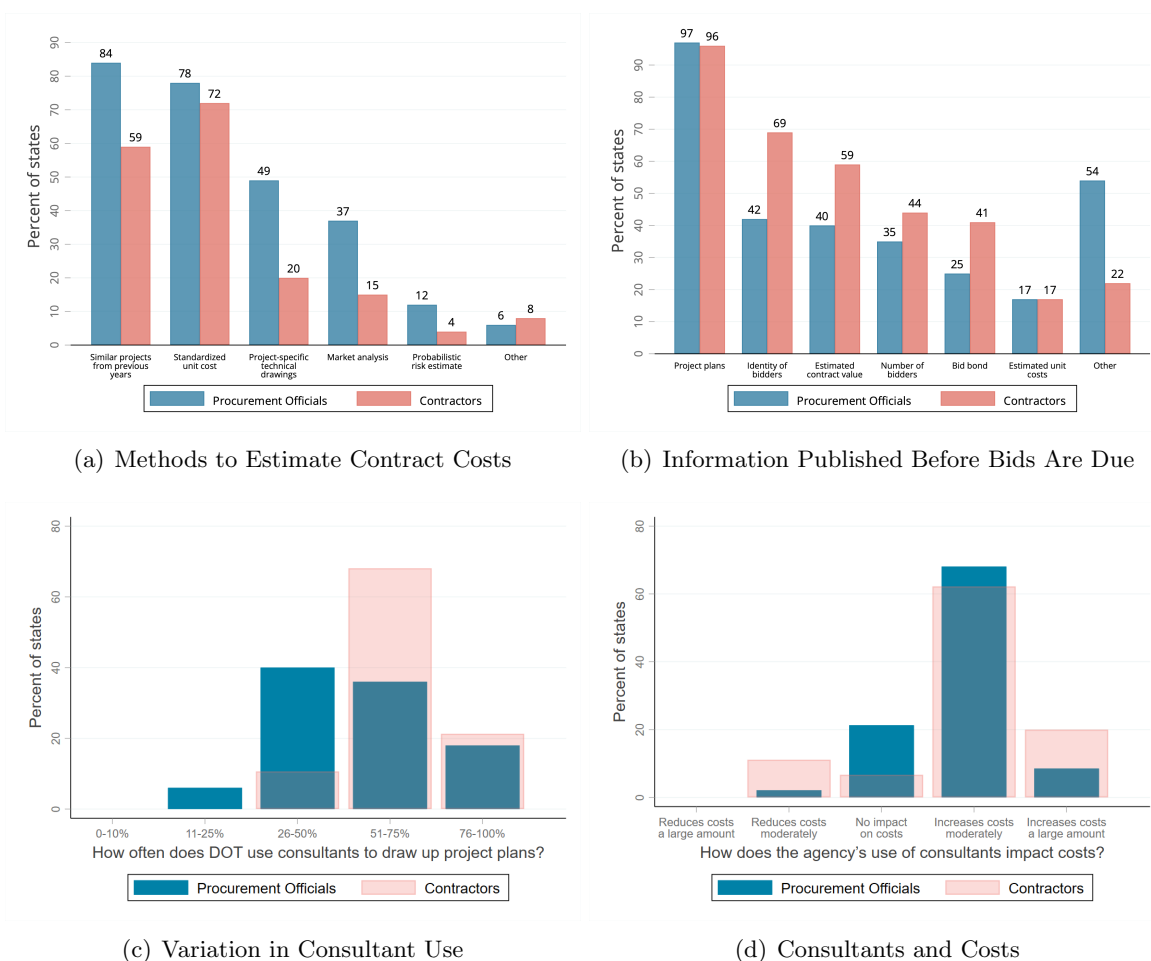 90
80
70
60
50
40
30
20
10
0
Percent of states
84
59
78
72
49
20
37
15
12
4
6
8
Similar projects
from previous
years
Standardized
unit cost
Project-specific
technical
drawings
Market analysis
Probabilistic
risk estimate
Other
Procurement Officials
Contractors
(a) Methods to Estimate Contract Costs
90
80
70
60
50
40
30
20
10
0
Percent of states
97
96
42
69
40
59
35
44
25
41
17
17
54
22
Project plans
Identity of
bidders
Estimated
contract value
Number of
bidders
Bid bond
Estimated unit
costs
Other
Procurement Officials
Contractors
(b) Information Published Before Bids Are Due
80
60
40
20
0
Percent of states
0-10%
11-25%
26-50%
51-75%
76-100%
How often does DOT use consultants to draw up project plans?
Procurement Officials
Contractors
(c) Variation in Consultant Use
80
60
40
20
0
Percent of states
Reduces costs
a large amount
Reduces costs
moderately
No impact
on costs
Increases costs
moderately
Increases costs
a large amount
How does the agency's use of consultants impact costs?
Procurement Officials
Contractors
(d) Consultants and Costs